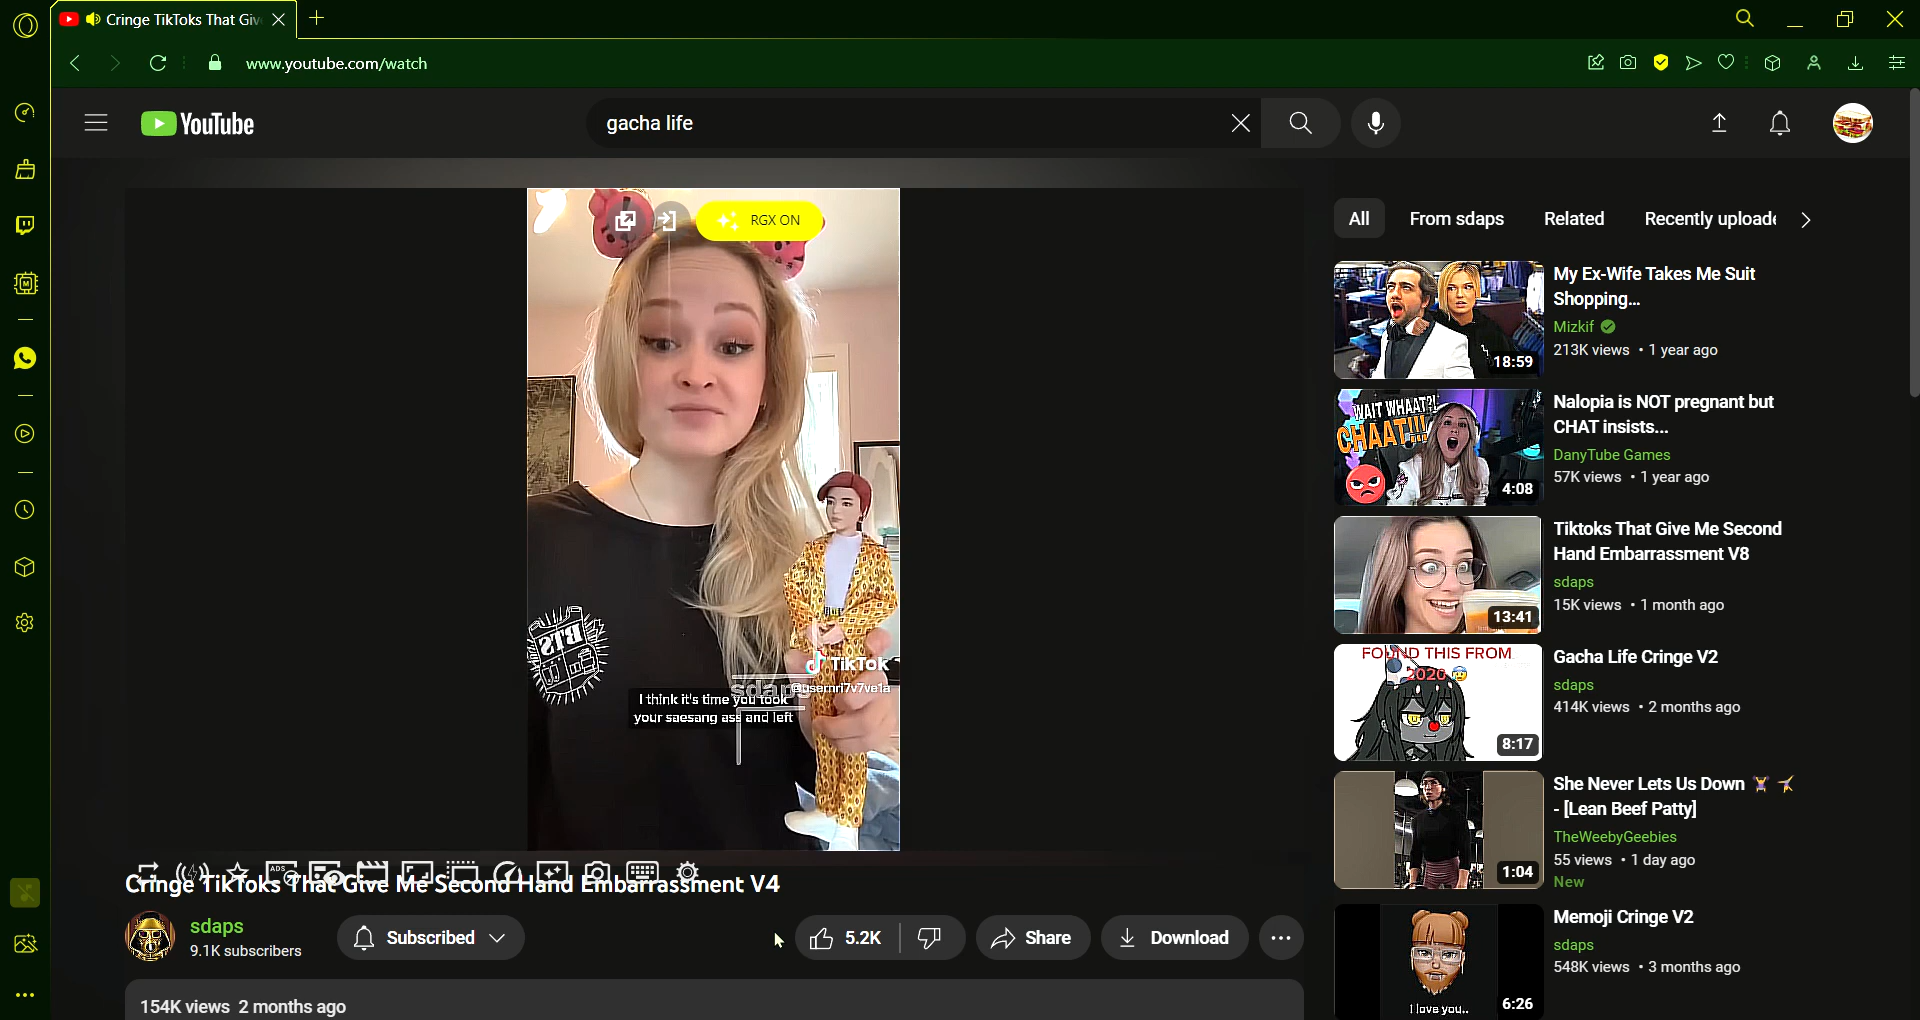 Cringe TikToks That Giv
www.youtube.com/watch
YouTube
gacha life
RGX ON
BTS
TikTok
@usernri7v7ve1a
sdaps
I think it's time you took
your saesang ass and left
ADS
Cringe TikToks That Give Me Second Hand Embarrassment V4
sdaps
9.1K subscribers
Subscribed
5.2K
Share
Download
154K views 2 months ago
All
From sdaps
Related
Recently uploade
18:59
My Ex-Wife Takes Me Suit
Shopping...
Mizkif
213K views • 1 year ago
WAIT WHAAT?!
CHAAT!!!
4:08
Nalopia is NOT pregnant but
CHAT insists...
DanyTube Games
57K views • 1 year ago
13:41
Tiktoks That Give Me Second
Hand Embarrassment V8
sdaps
15K views • 1 month ago
FOUND THIS FROM
2020
8:17
Gacha Life Cringe V2
sdaps
414K views • 2 months ago
1:04
She Never Lets Us Down
- [Lean Beef Patty]
TheWeebyGeebies
55 views • 1 day ago
New
I love you..
6:26
Memoji Cringe V2
sdaps
548K views • 3 months ago